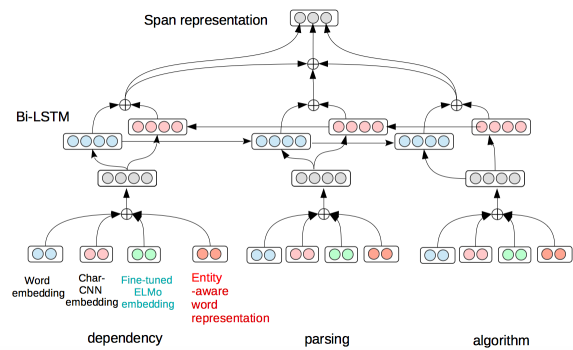 Span representation
Bi-LSTM
Word
embedding
Char-
CNN
embedding
Fine-tuned
ELMo
embedding
Entity
-aware
word
representation
dependency
parsing
algorithm